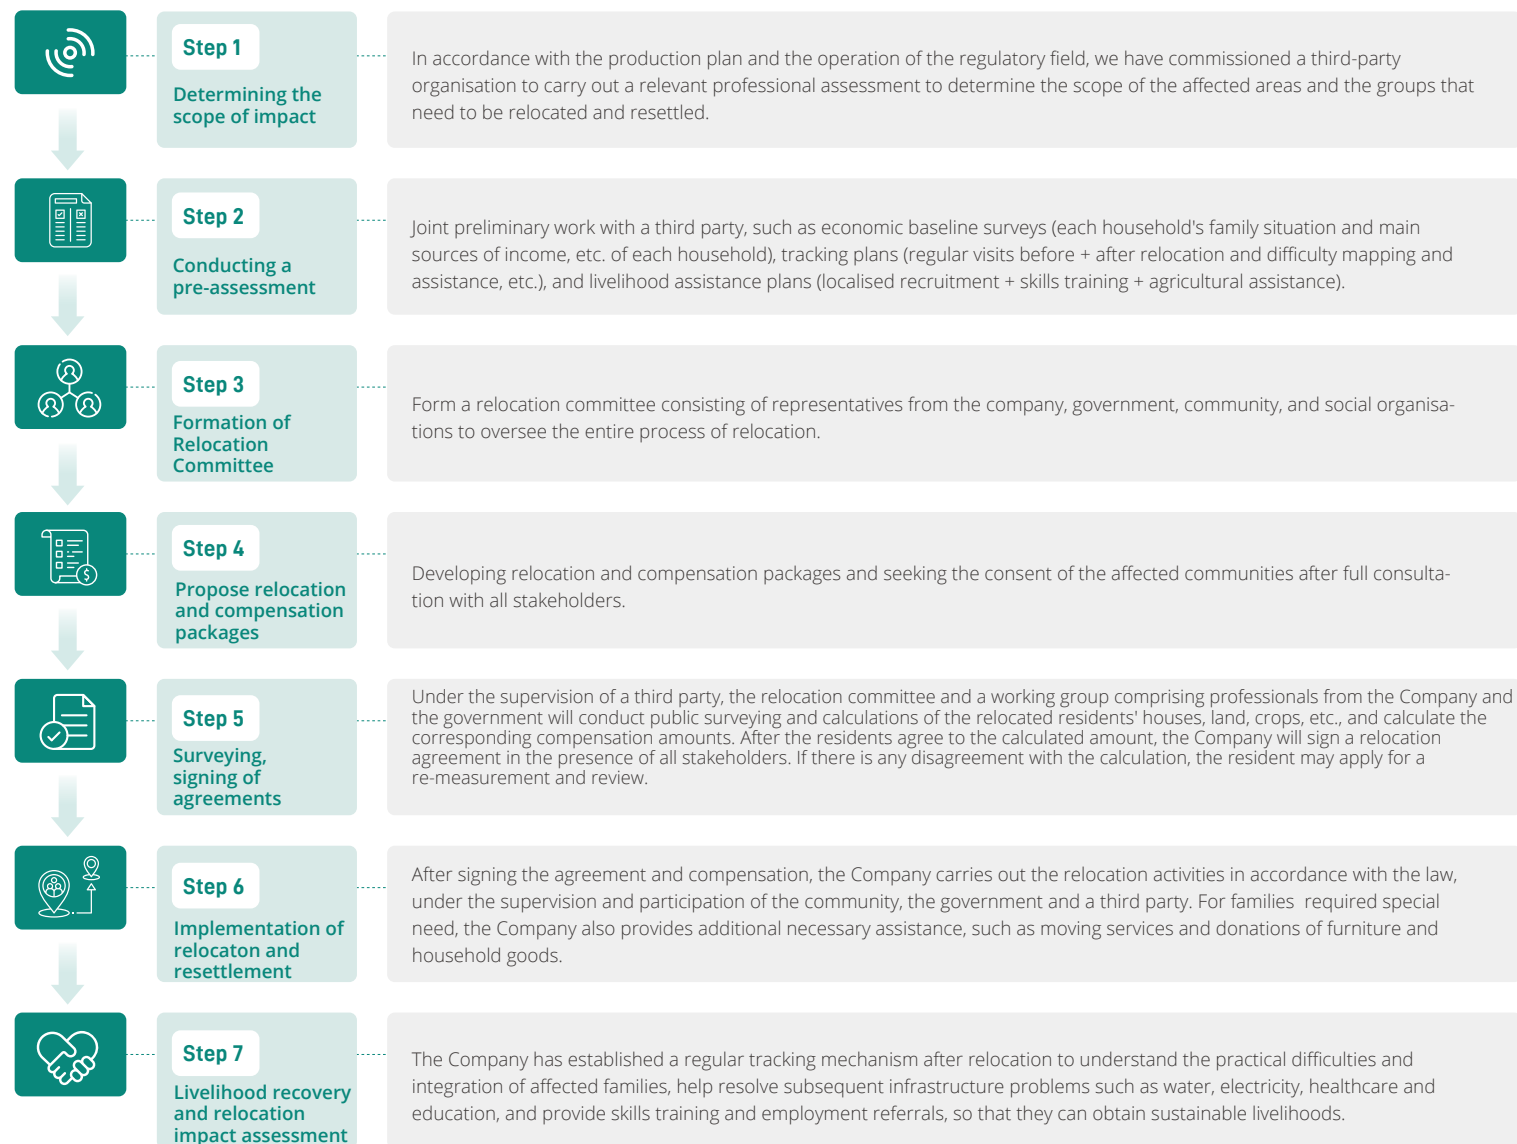 Step 1
Determining the
scope of impact
In accordance with the production plan and the operation of the regulatory field, we have commissioned a third-party
organisation to carry out a relevant professional assessment to determine the scope of the affected areas and the groups that
need to be relocated and resettled.
Step 2
Conducting a
pre-assessment
Joint preliminary work with a third party, such as economic baseline surveys (each household's family situation and main
sources of income, etc. of each household), tracking plans (regular visits before + after relocation and difficulty mapping and
assistance, etc.), and livelihood assistance plans (localised recruitment + skills training + agricultural assistance).
Step 3
Formation of
Relocation
Committee
Form a relocation committee consisting of representatives from the company, government, community, and social organisa-
tions to oversee the entire process of relocation.
Step 4
Propose relocation
and compensation
packages
Developing relocation and compensation packages and seeking the consent of the affected communities after full consulta-
tion with all stakeholders.
Step 5
Surveying,
signing of
agreements
Under the supervision of a third party, the relocation committee and a working group comprising professionals from the Company and
the government will conduct public surveying and calculations of the relocated residents' houses, land, crops, etc., and calculate the
corresponding compensation amounts. After the residents agree to the calculated amount, the Company will sign a relocation
agreement in the presence of all stakeholders. If there is any disagreement with the calculation, the resident may apply for a
re-measurement and review.
Step 6
Implementation of
relocaton and
resettlement
After signing the agreement and compensation, the Company carries out the relocation activities in accordance with the law,
under the supervision and participation of the community, the government and a third party. For families required special
need, the Company also provides additional necessary assistance, such as moving services and donations of furniture and
household goods.
Step 7
Livelihood recovery
and relocation
impact assessment
The Company has established a regular tracking mechanism after relocation to understand the practical difficulties and
integration of affected families, help resolve subsequent infrastructure problems such as water, electricity, healthcare and
education, and provide skills training and employment referrals, so that they can obtain sustainable livelihoods.